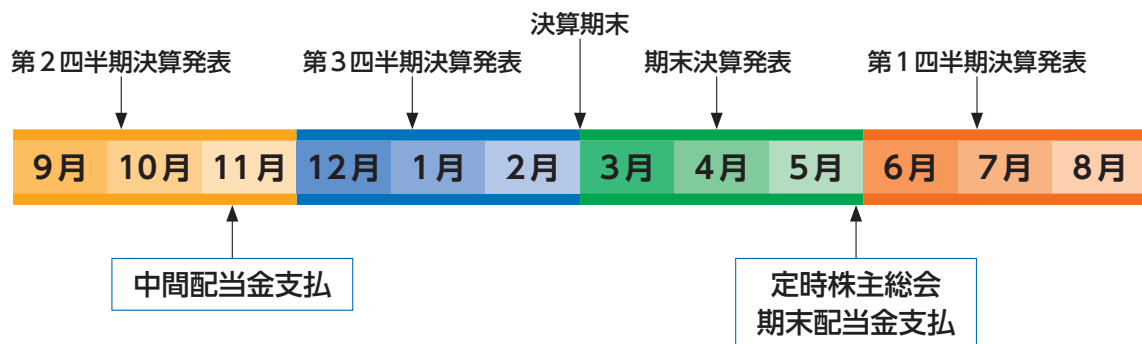 決算期末
第2四半期決算発表
第3四半期決算発表
期末決算発表
第1四半期決算発表
9月 10月 11月 12月 1月 2月 3月 4月 5月 6月 7月 8月
中間配当金支払
定時株主総会
期末配当金支払